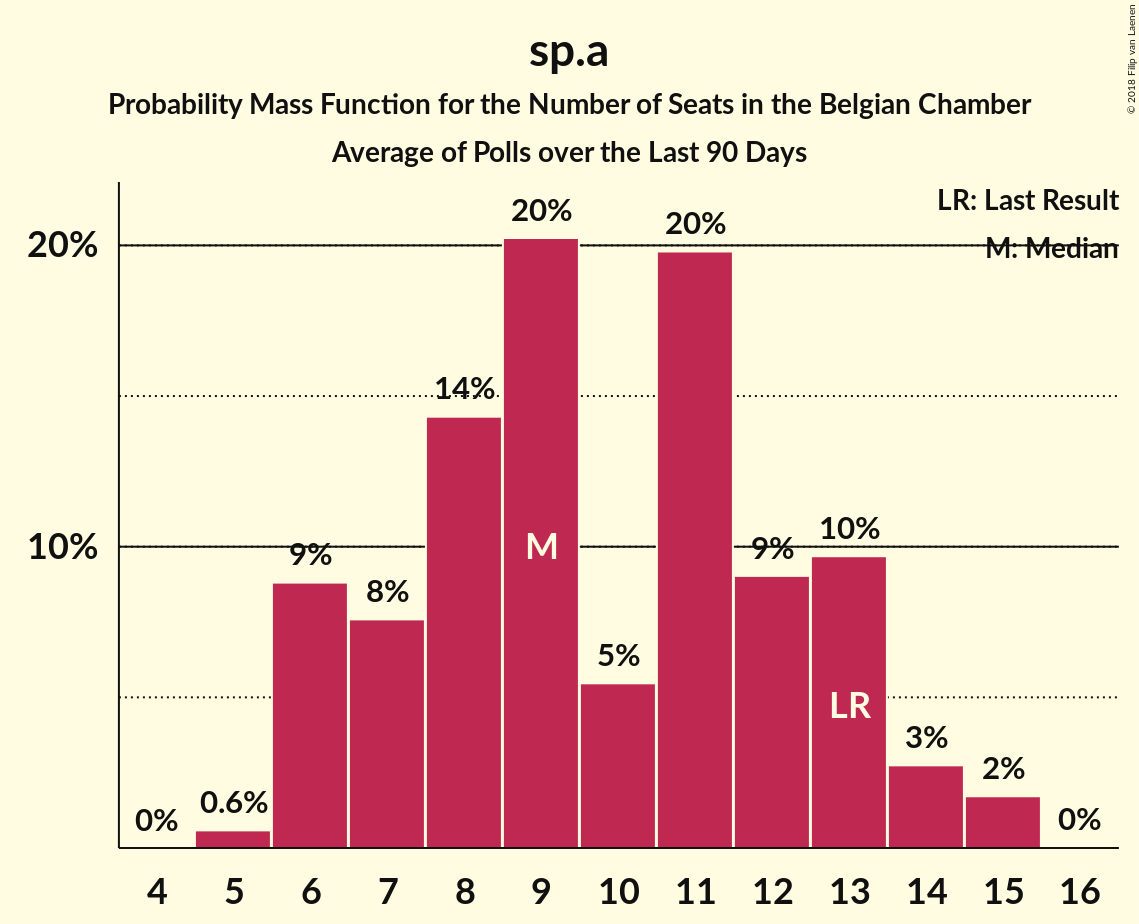 © 2018 Filip van Laenen
sp.a
Probability Mass Function for the Number of Seats in the Belgian Chamber
Average of Polls over the Last 90 Days
LR: Last Result
M: Median
20%
10%
0%
0.6%
9%
8%
14%
20%
5%
20%
9%
10%
3%
2%
0%
M
LR
4 5 6 7 8 9 10 11 12 13 14 15 16